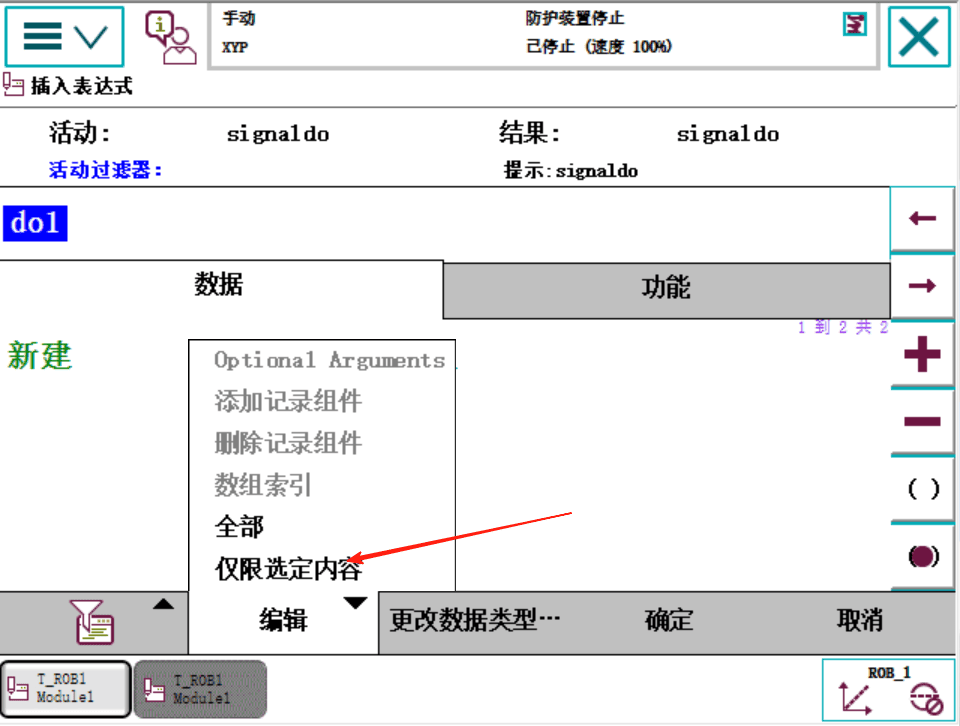 手动
防护装置停止
XYP
己停止 (速度 100%)
插入表达式
活动: signaldo 结果: signaldo
活动过滤器: 提示:signaldo
do1
数据 功能
1 到 2 共 2
新建
Optional Arguments
添加记录组件
删除记录组件
数组索引
全部
仅限选定内容
编辑 更改数据类型… 确定 取消
( )
T_ROB1
Module1
T_ROB1
Module1
ROB_1